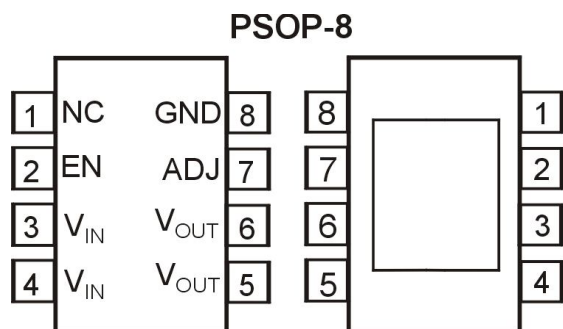 PSOP-8
1 NC GND 8 8 1
2 EN ADJ 7 7 2
3 VIN VOUT 6 6 3
4 VIN VOUT 5 5 4